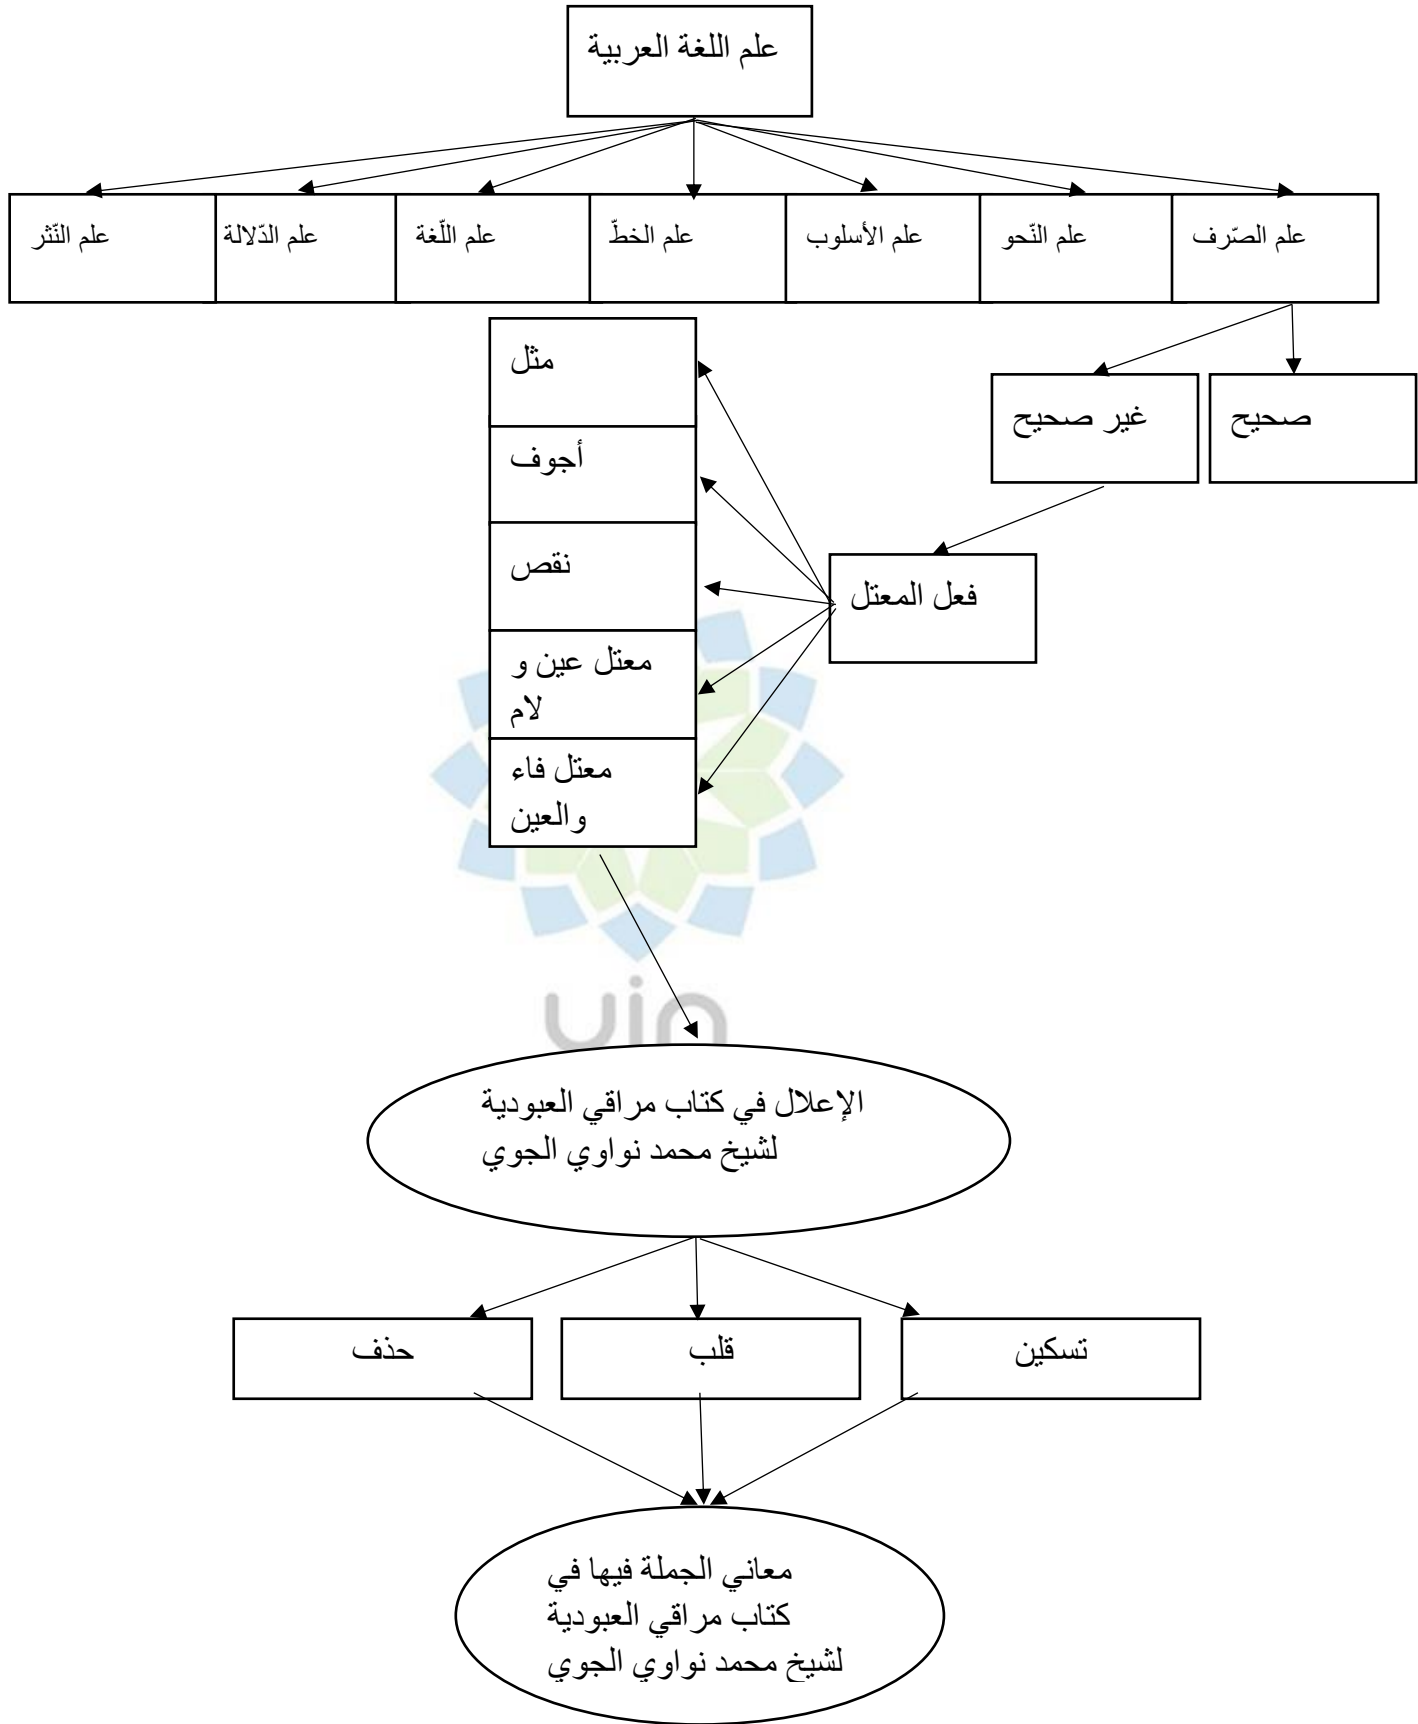 علم اللغة العربية
علم الصّرف
علم النّحو
علم الأسلوب
علم الخطّ
علم اللّغة
علم الدّلالة
علم النّثر
صحيح
غير صحيح
فعل المعتل
مثل
أجوف
نقص
معتل عين و
لام
معتل فاء
والعين
uin
الإعلال في كتاب مراقي العبودية
لشيخ محمد نواوي الجوي
تسكين
قلب
حذف
معاني الجملة فيها في
كتاب مراقي العبودية
لشيخ محمد نواوي الجوي